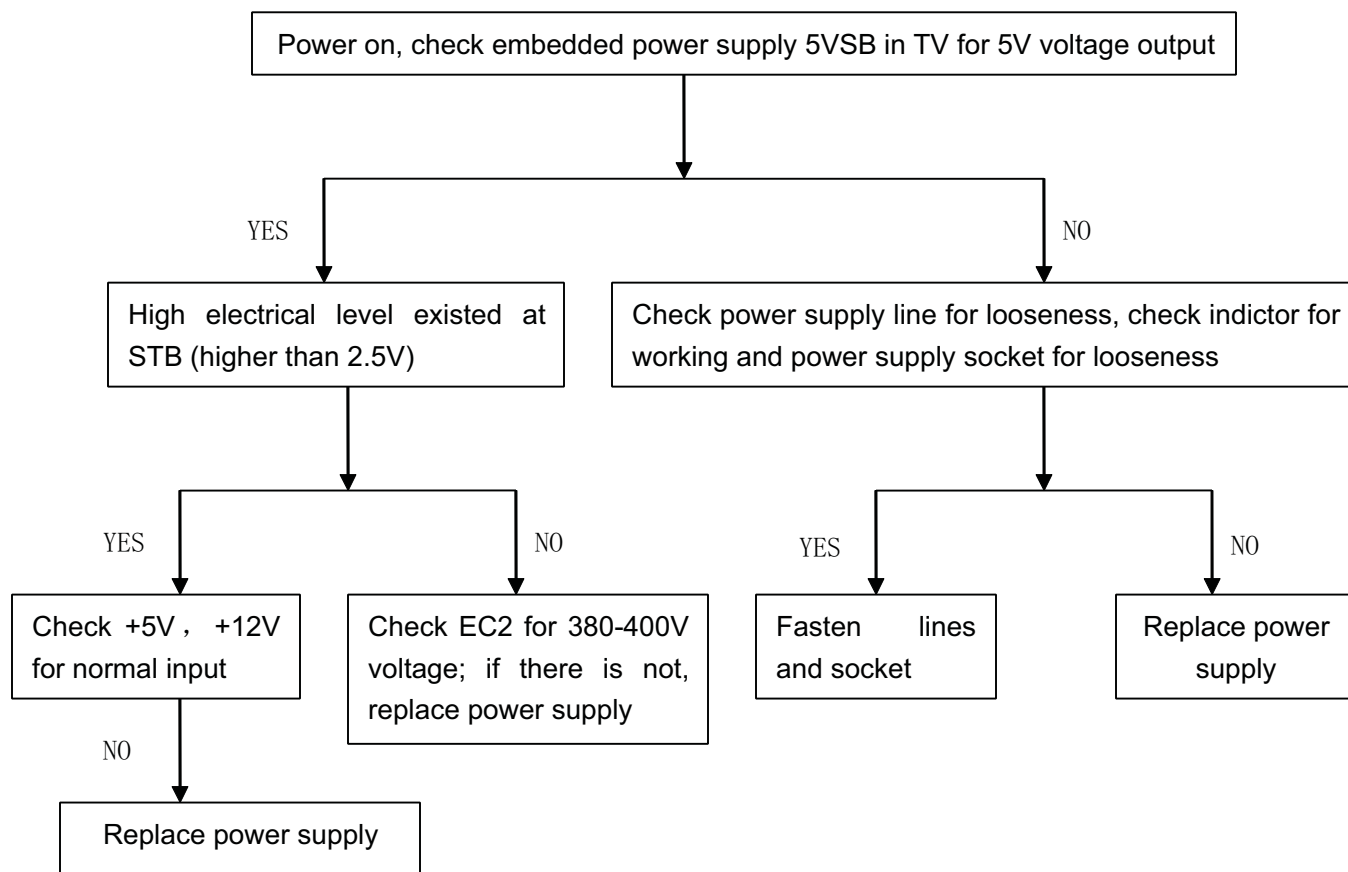 Power on, check embedded power supply 5VSB in TV for 5V voltage output
YES
NO
High electrical level existed at
STB (higher than 2.5V)
Check power supply line for looseness, check indictor for
working and power supply socket for looseness
YES
NO
YES
NO
Check +5V， +12V
for normal input
Check EC2 for 380-400V
voltage; if there is not,
replace power supply
Fasten lines
and socket
Replace power
supply
NO
Replace power supply